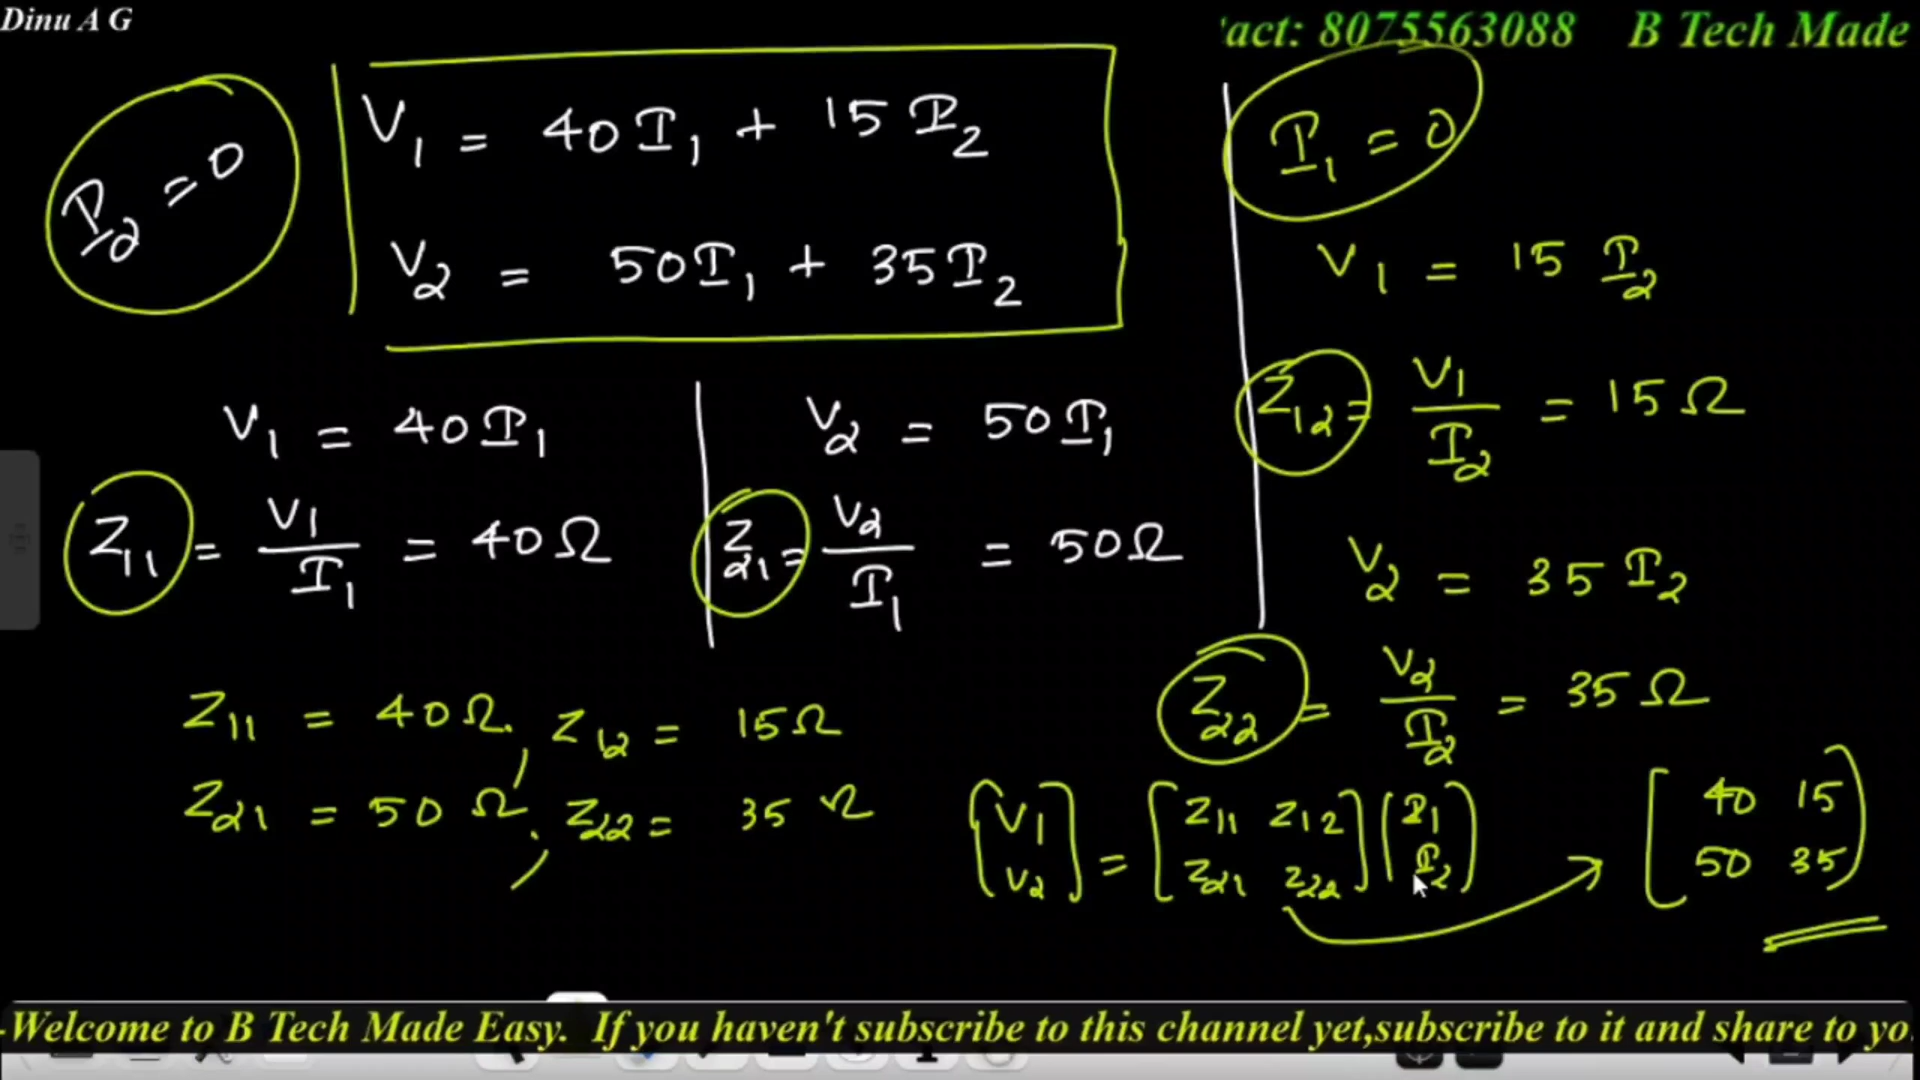 Dinu A G
'act: 8075563088 B Tech Made
I₂ = 0
V₁ = 40I₁ + 15I₂
V₂ = 50I₁ + 35I₂
V₁ = 40I₁
Z₁₁ = V₁/I₁ = 40Ω
V₂ = 50I₁
Z₂₁ = V₂/I₁ = 50Ω
I₁ = 0
V₁ = 15 I₂
Z₁₂ = V₁/I₂ = 15Ω
V₂ = 35 I₂
Z₂₂ = V₂/I₂ = 35Ω
Z₁₁ = 40Ω, Z₁₂ = 15Ω
Z₂₁ = 50Ω, Z₂₂ = 35Ω
[V₁ V₂] = [Z₁₁ Z₁₂ Z₂₁ Z₂₂] [I₁ I₂]
[40 15
50 35]
-Welcome to B Tech Made Easy. If you haven't subscribe to this channel yet,subscribe to it and share to yo